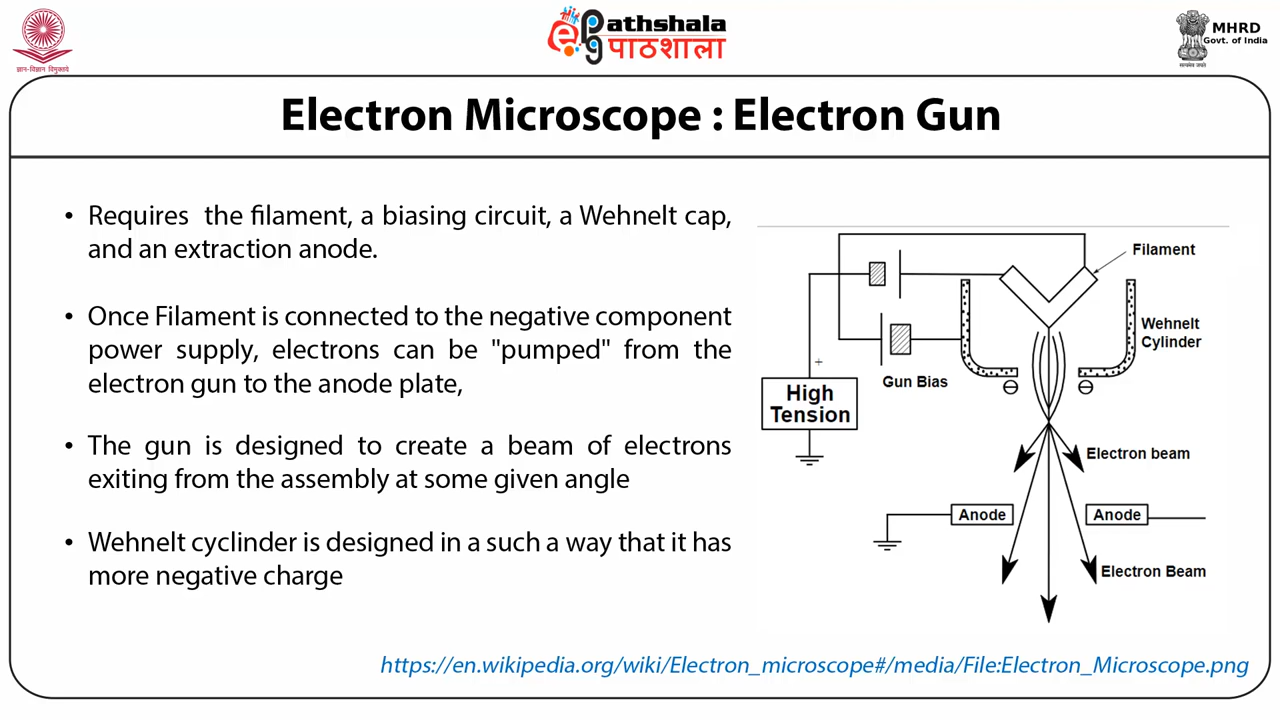 ज्ञान-विज्ञान विमुक्तये
ePathshala
पाठशाला
MHRD
Govt. of India
सत्यमेव जयते
Electron Microscope : Electron Gun
• Requires the filament, a biasing circuit, a Wehnelt cap,
and an extraction anode.
• Once Filament is connected to the negative component
power supply, electrons can be "pumped" from the
electron gun to the anode plate,
• The gun is designed to create a beam of electrons
exiting from the assembly at some given angle
• Wehnelt cyclinder is designed in a such a way that it has
more negative charge
Filament
Wehnelt
Cylinder
Gun Bias
+
High
Tension
Electron beam
Anode
Anode
Electron Beam
https://en.wikipedia.org/wiki/Electron_microscope#/media/File:Electron_Microscope.png